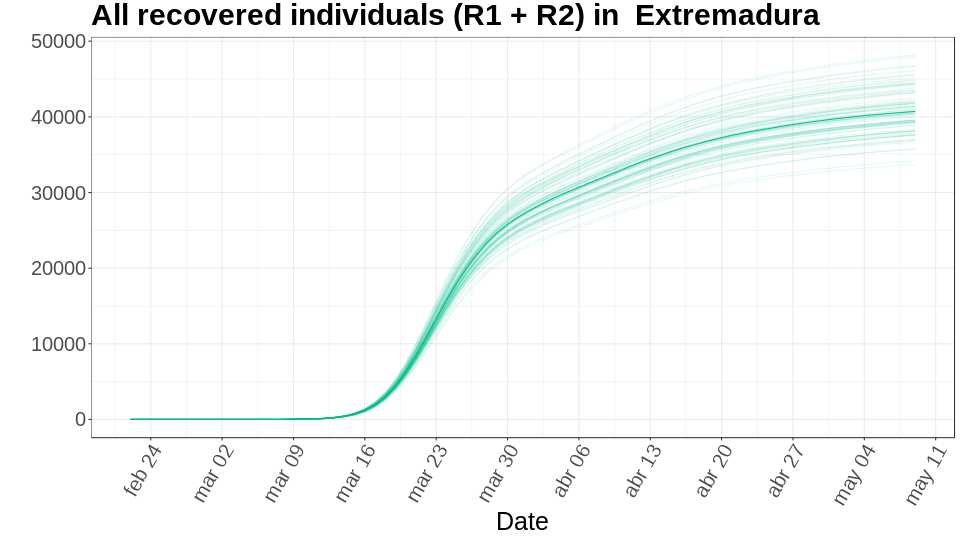 All recovered individuals (R1 + R2) in  Extremadura
50000
40000
30000
20000
10000
0
feb 24
mar 02
mar 09
mar 16
mar 23
mar 30
abr 06
abr 13
abr 20
abr 27
may 04
may 11
Date